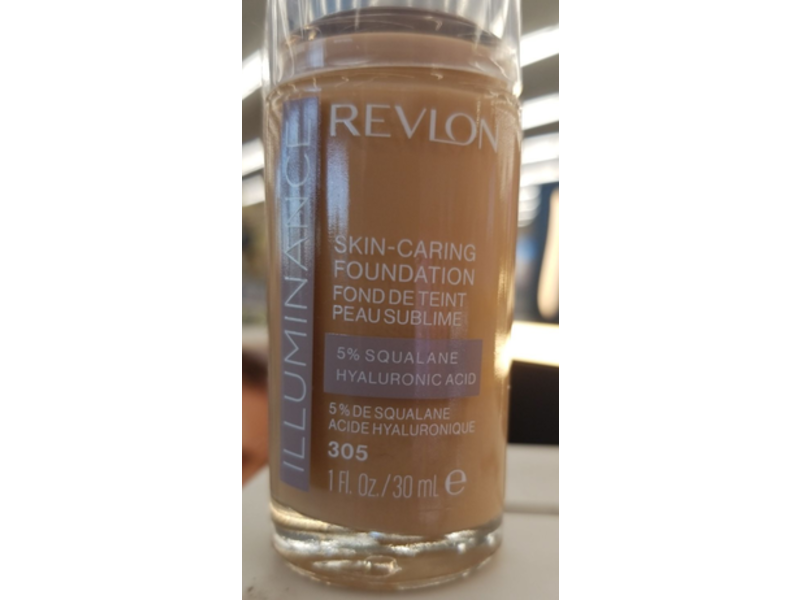 REVLON
ILLUMINANCE
SKIN-CARING
FOUNDATION
FOND DE TEINT
PEAU SUBLIME
5% SQUALANE
HYALURONIC ACID
5% DE SQUALANE
ACIDE HYALURONIQUE
305
1 Fl. Oz./30 mL e